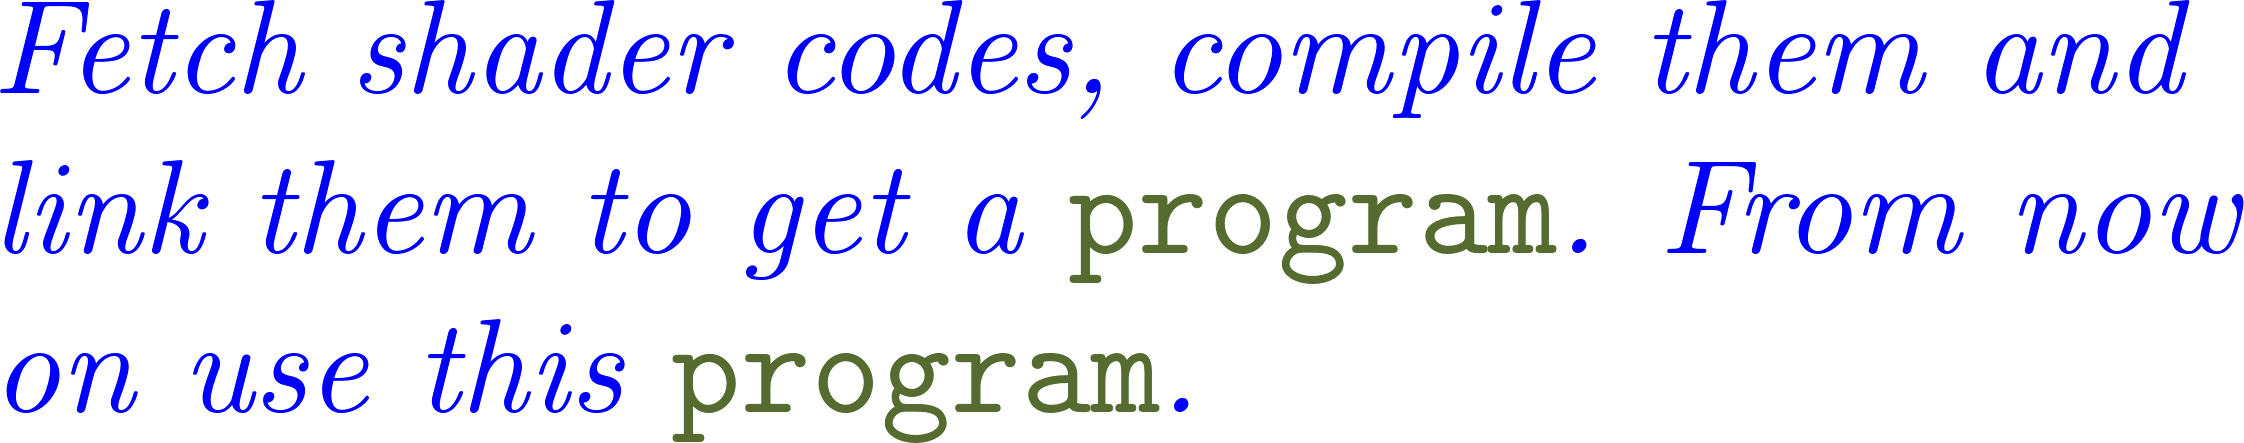 Fetch shader codes, compile them and
link them to get a program. From now
on use this program.